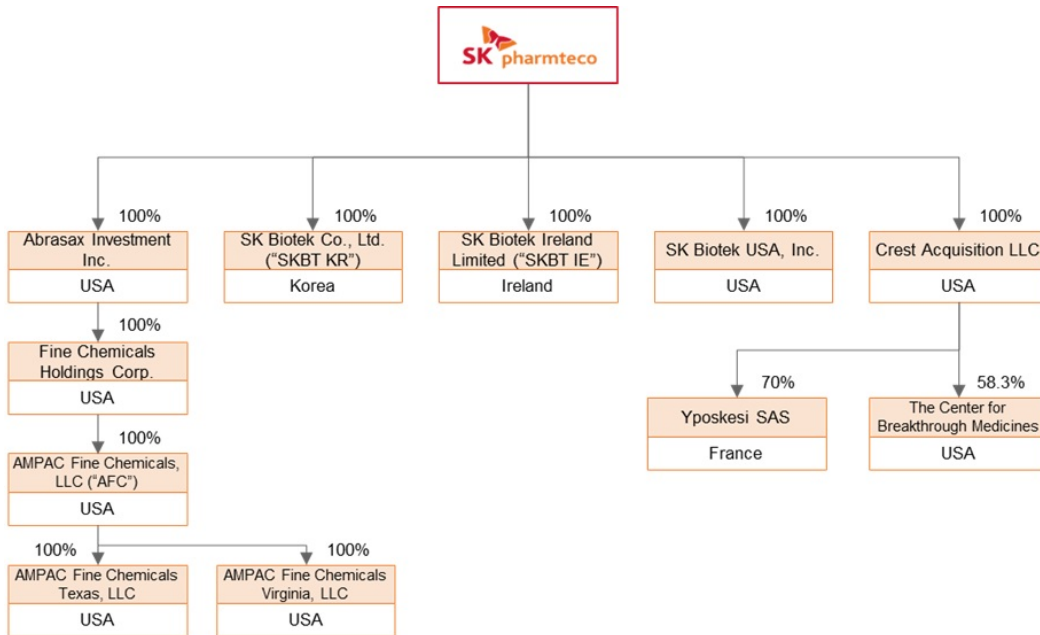 SK pharmteco
100%
100%
100%
100%
100%
Abrasax Investment
Inc.
USA
SK Biotek Co., Ltd.
(“SKBT KR”)
Korea
SK Biotek Ireland
Limited (“SKBT IE”)
Ireland
SK Biotek USA, Inc.
USA
Crest Acquisition LLC
USA
100%
Fine Chemicals
Holdings Corp.
USA
70%
Yposkesi SAS
France
58.3%
The Center for
Breakthrough Medicines
USA
100%
AMPAC Fine Chemicals,
LLC (“AFC”)
USA
100%
AMPAC Fine Chemicals
Texas, LLC
USA
100%
AMPAC Fine Chemicals
Virginia, LLC
USA